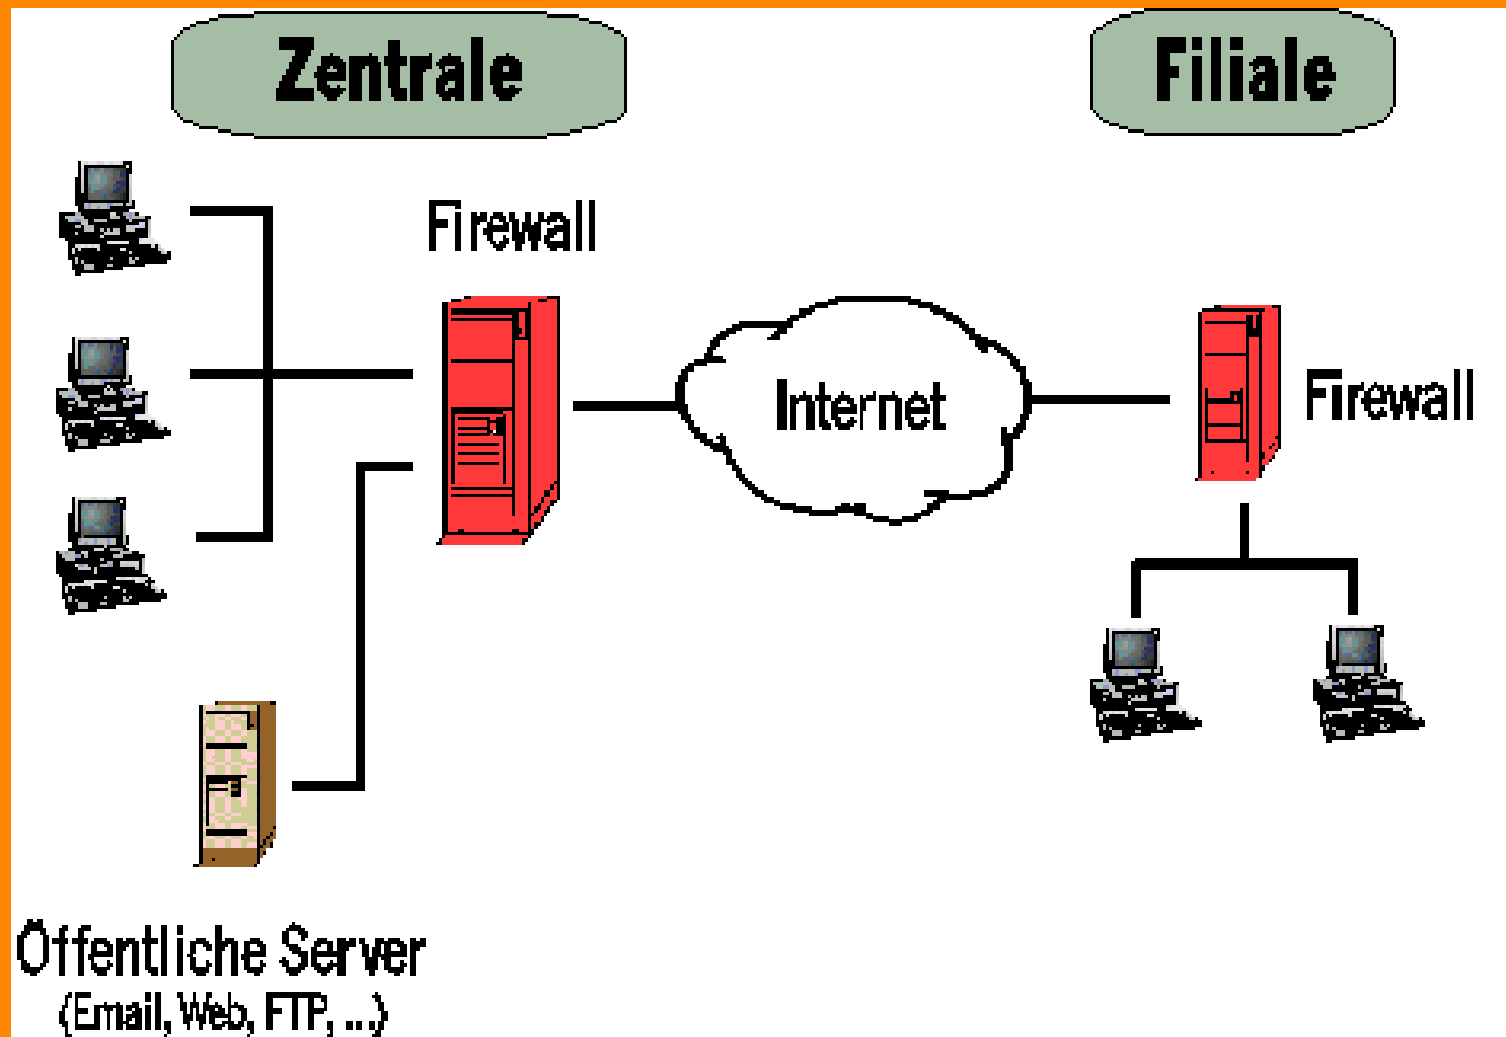 Zentrale
Filiale
Firewall
Internet
Firewall
Öffentliche Server
(Email, Web, FTP, ...)